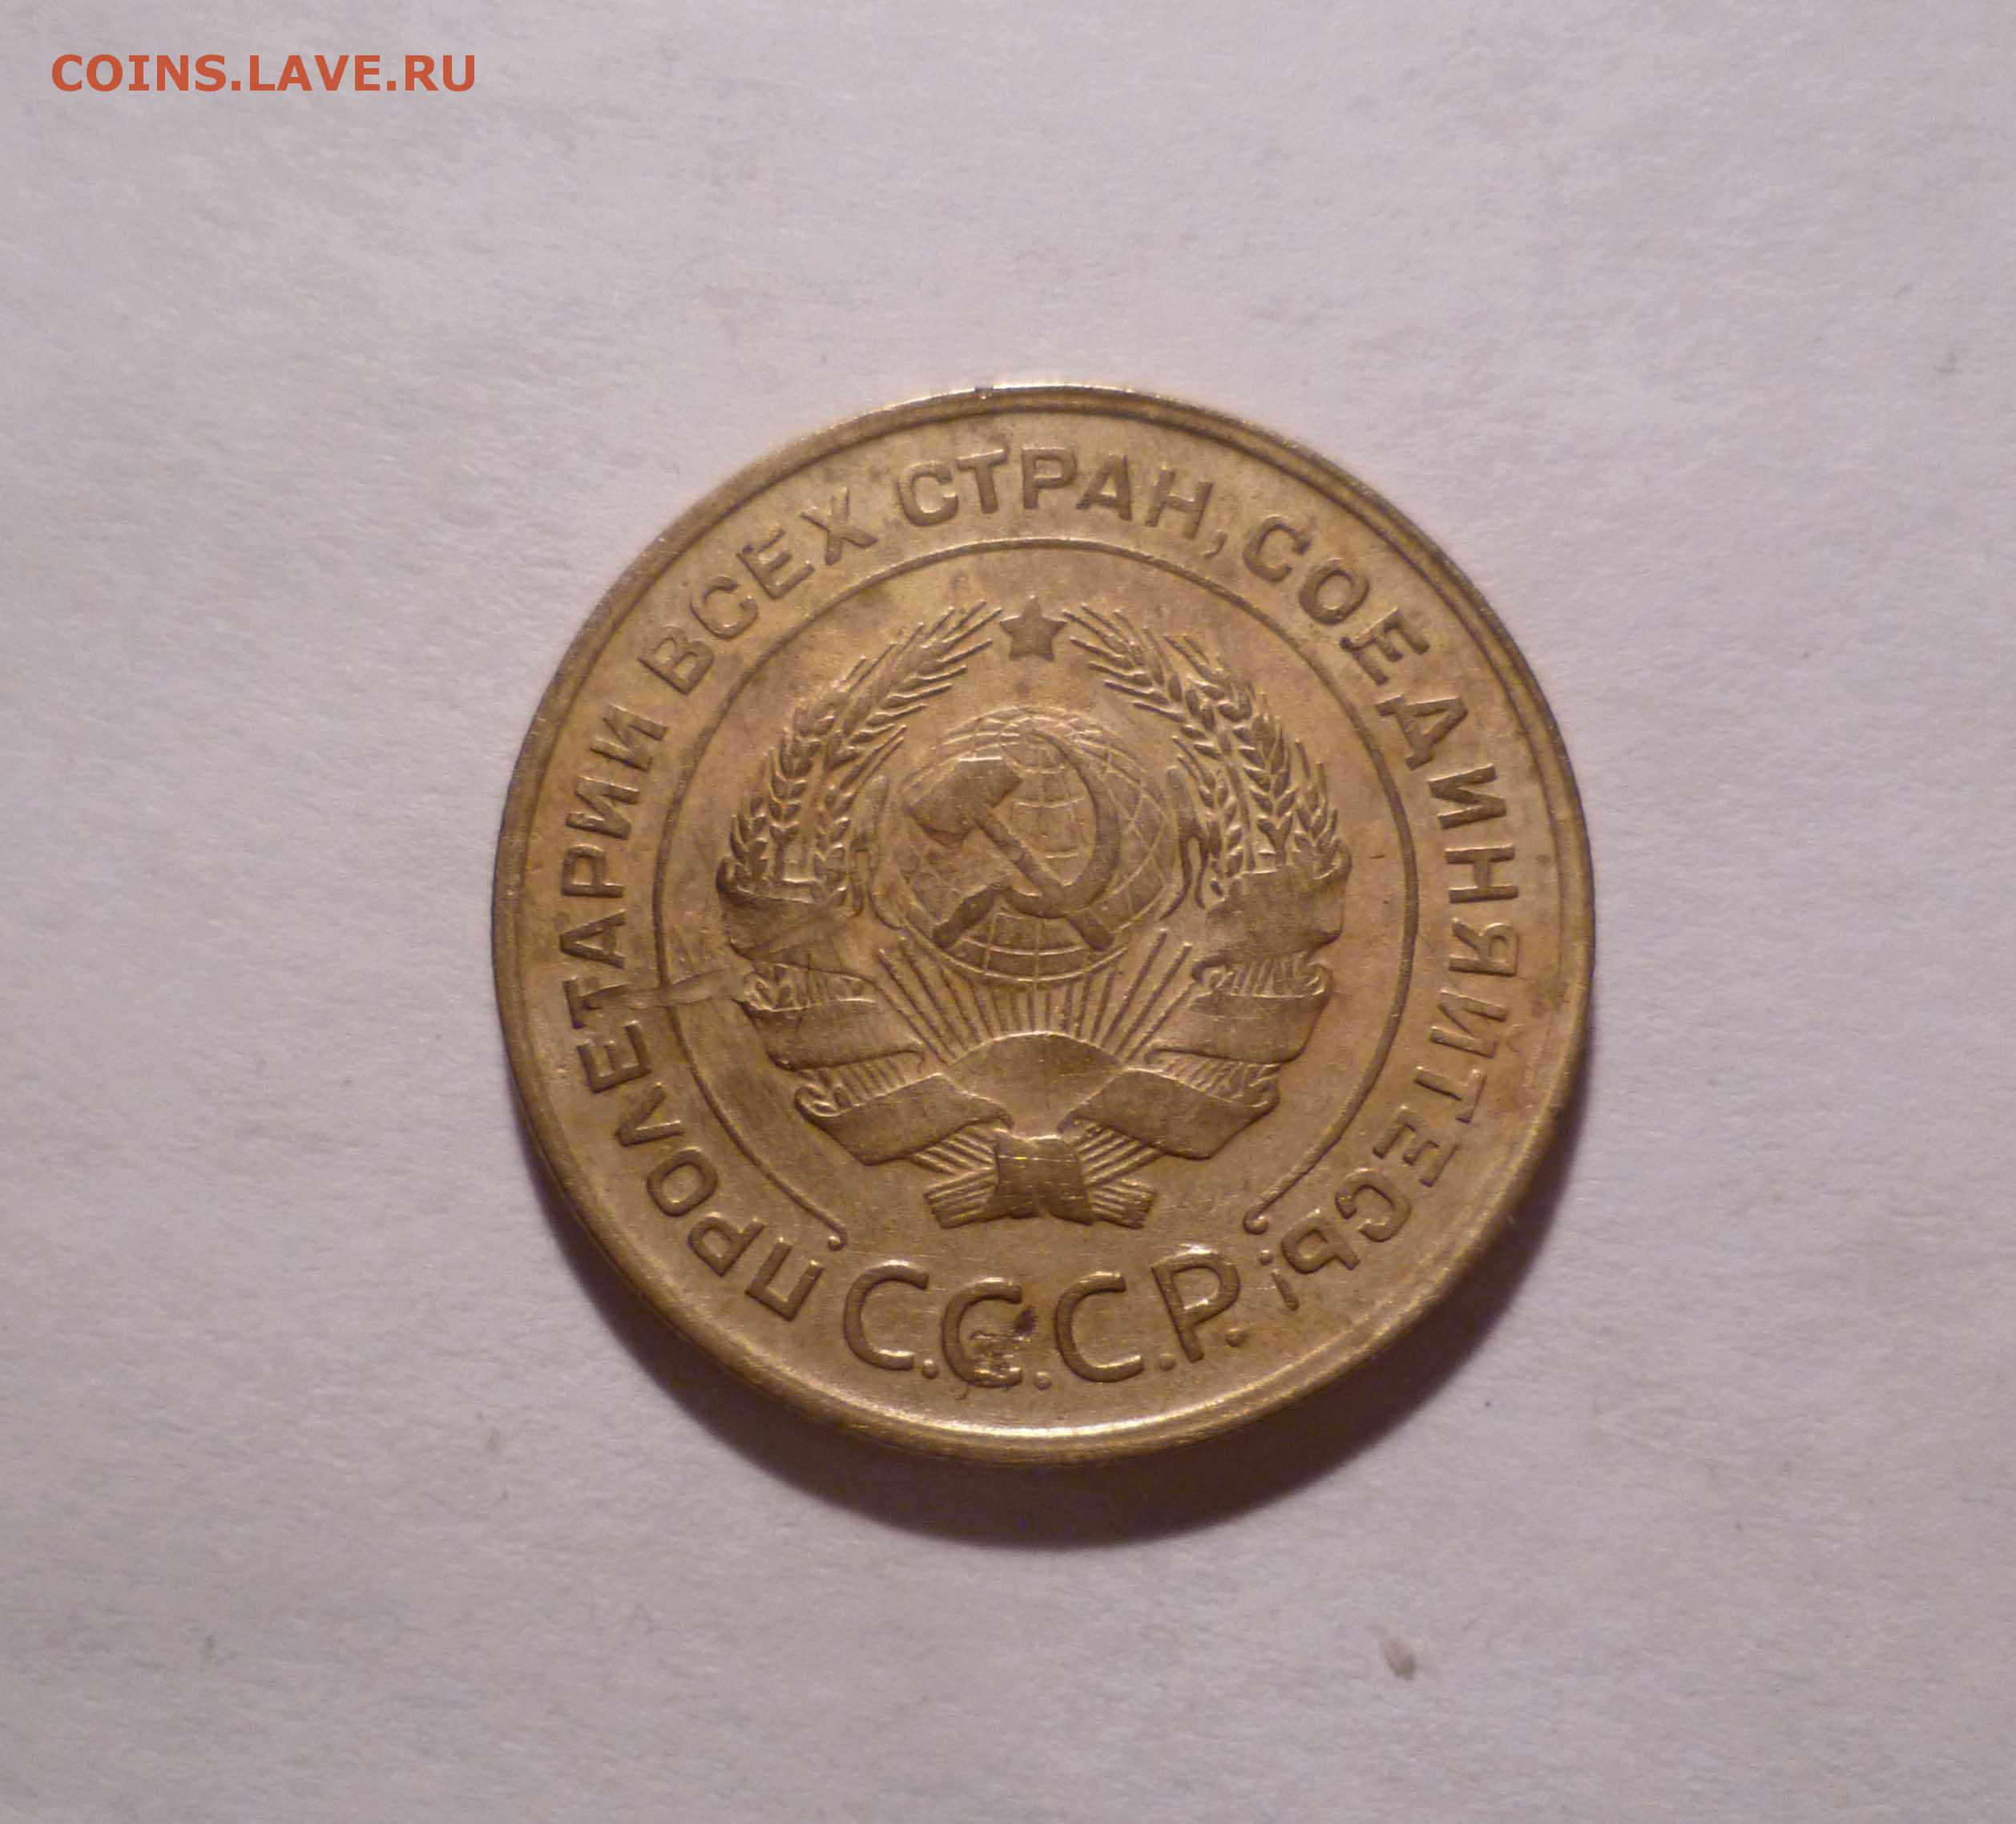 COINS.LAVE.RU
ПРОЛЕТАРИИ ВСЕХ СТРАН, СОЕДИНЯЙТЕСЬ!
С.С.С.Р.